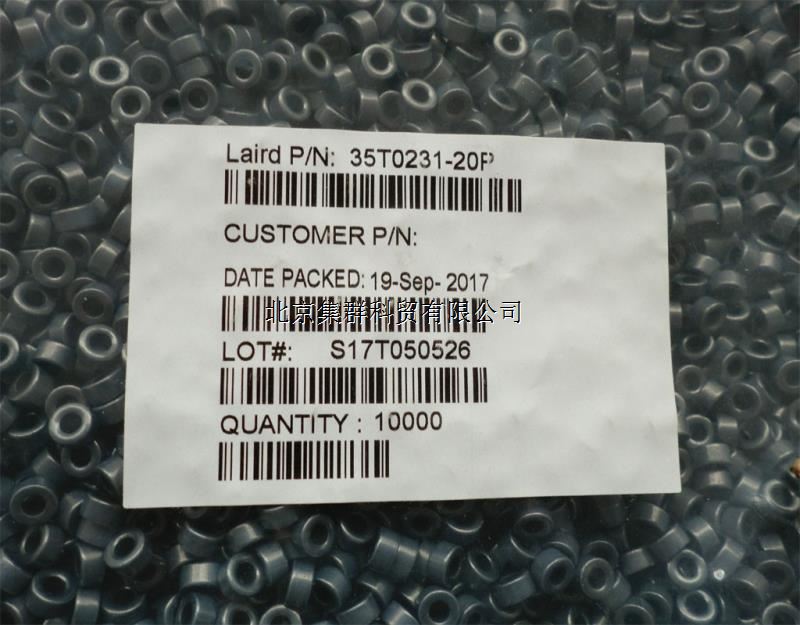 Laird P/N: 35T0231-20P
CUSTOMER P/N:
DATE PACKED: 19-Sep- 2017
北京集群科贸有限公司
LOT#: S17T050526
QUANTITY : 10000